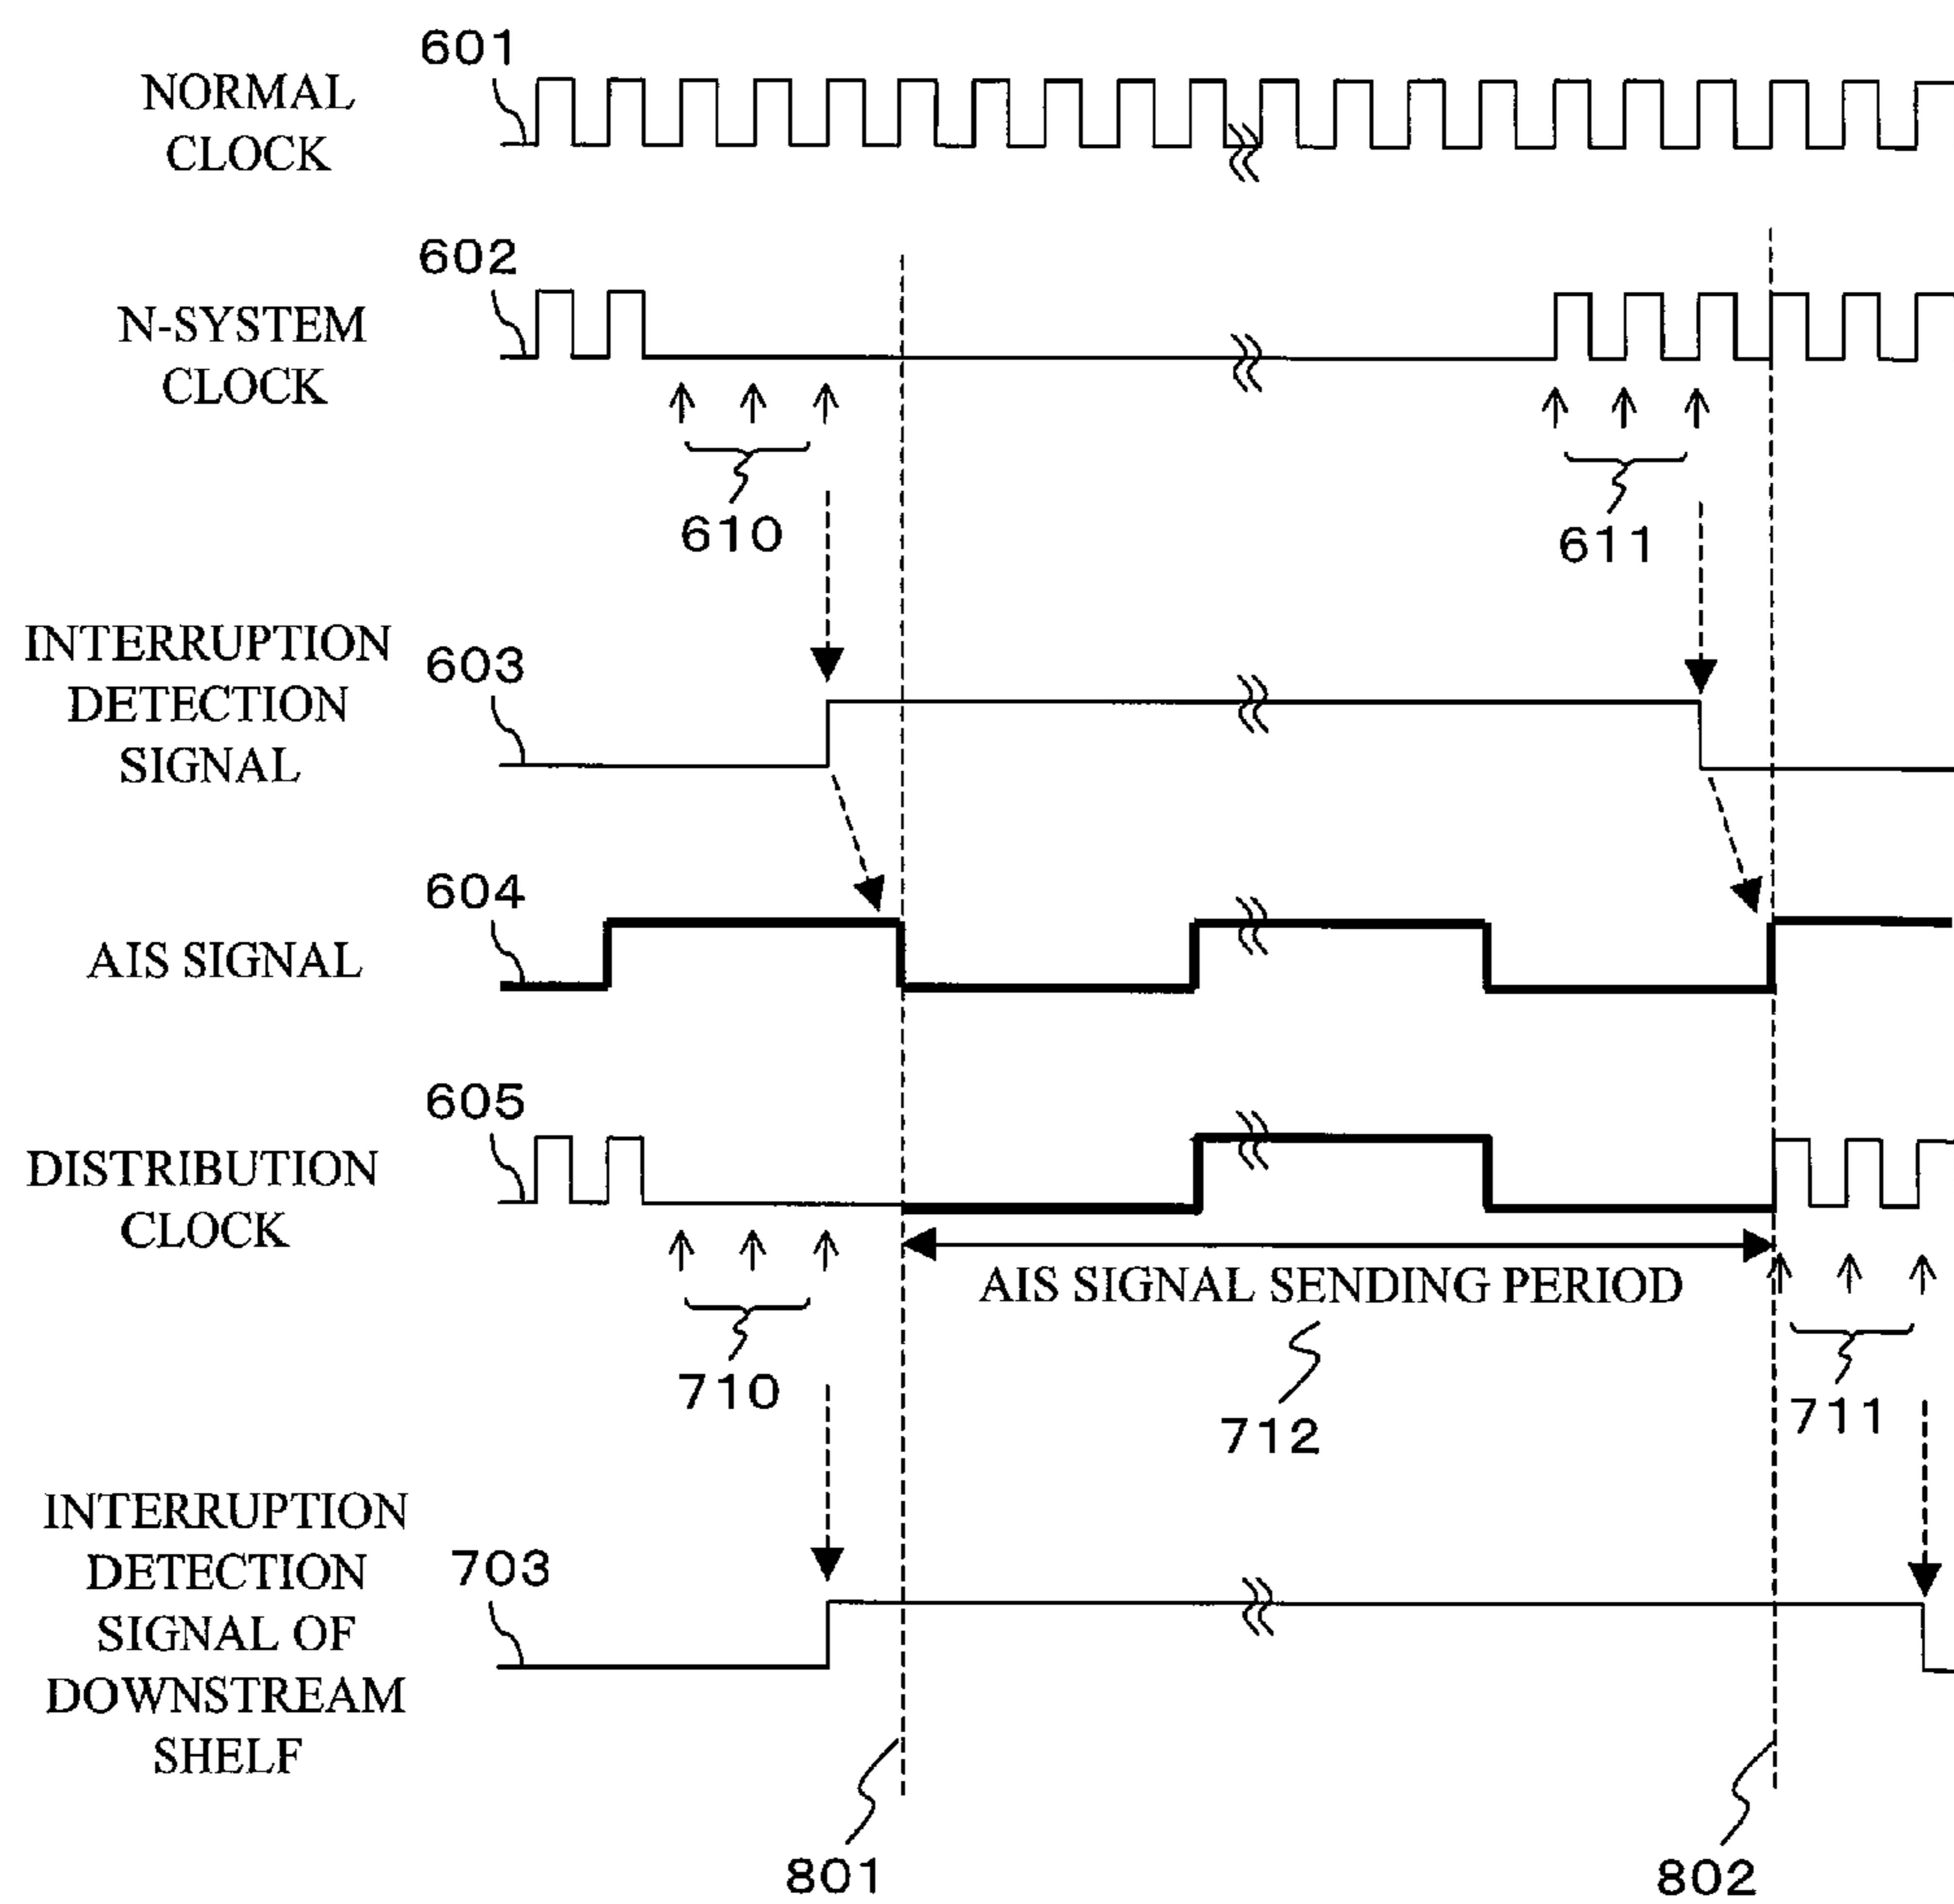 601
NORMAL
CLOCK
602
N-SYSTEM
CLOCK
610
611
INTERRUPTION
DETECTION
SIGNAL
603
604
AIS SIGNAL
605
DISTRIBUTION
CLOCK
AIS SIGNAL SENDING PERIOD
710
712
711
INTERRUPTION
DETECTION
SIGNAL OF
DOWNSTREAM
SHELF
703
801
802